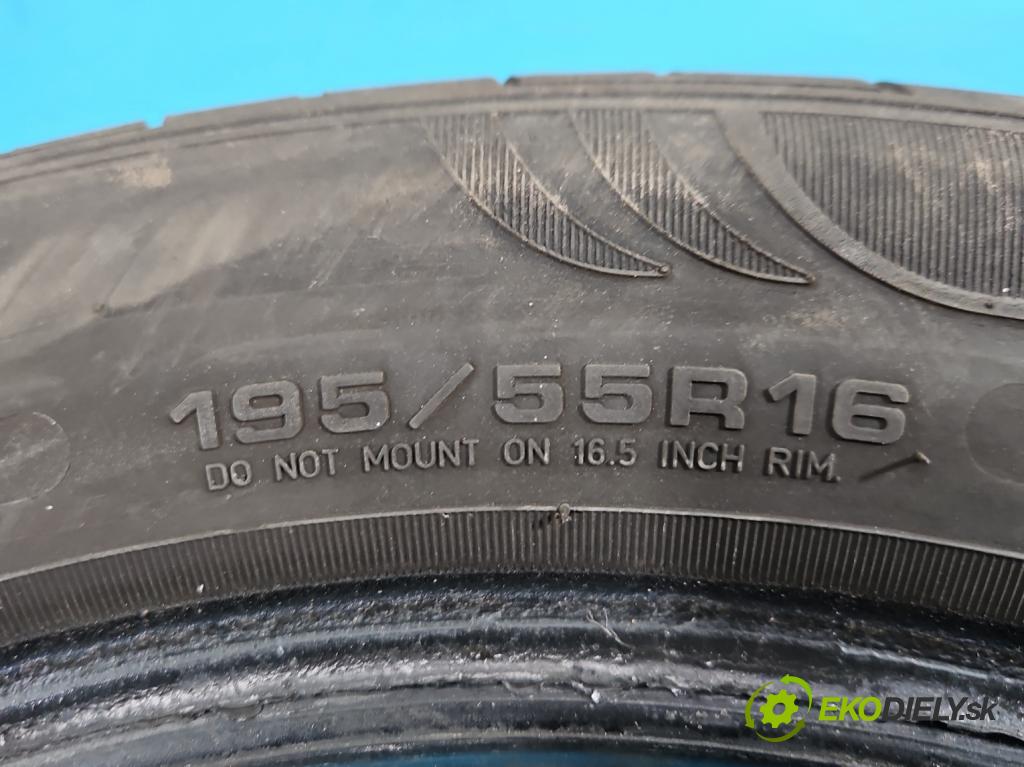 195/55R16
DO NOT MOUNT ON 16.5 INCH RIM.
EKODIELY.sk